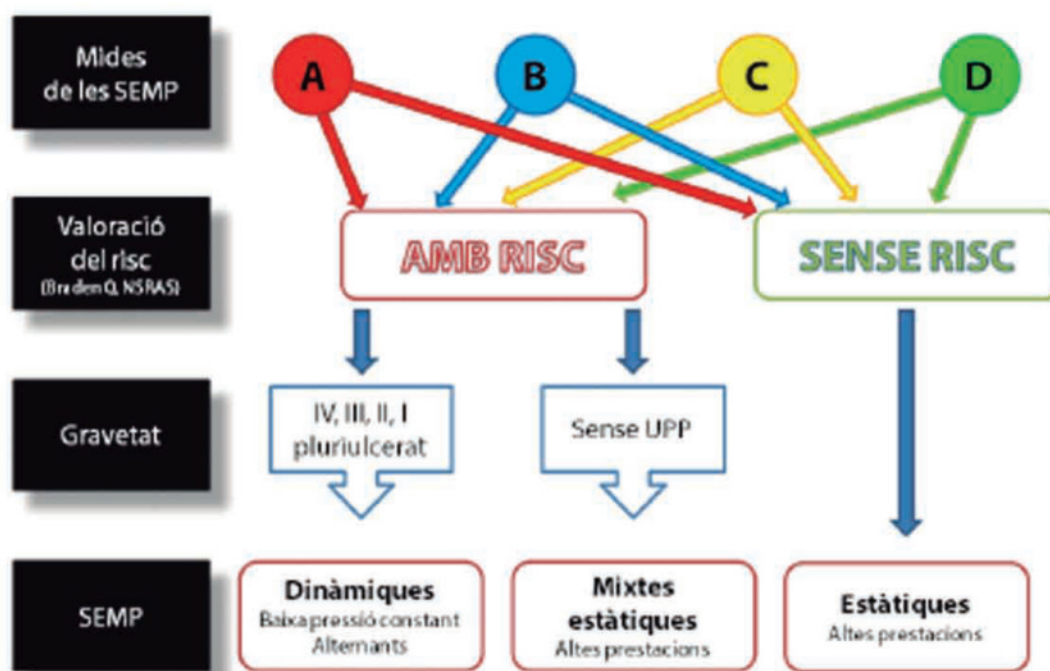 Mides
de les SEMP
A
B
C
D
Valoració
del risc
(Braden Q, NSRAS)
AMB RISC
SENSE RISC
Gravetat
IV, III, II, I
pluriulcerat
Sense UPP
SEMP
Dinàmiques
Baixa pressió constant
Alternants
Mixtes
estàtiques
Altes prestacions
Estàtiques
Altes prestacions